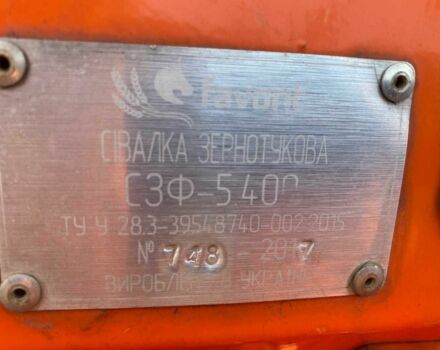 favorit
СІВАЛКА ЗЕРНОТУКОВА
СЗФ-5400
ТУ У 28.3-39548740-002:2015
№ 748 - 2017
ВИРОБЛЕНО В УКРАЇНІ